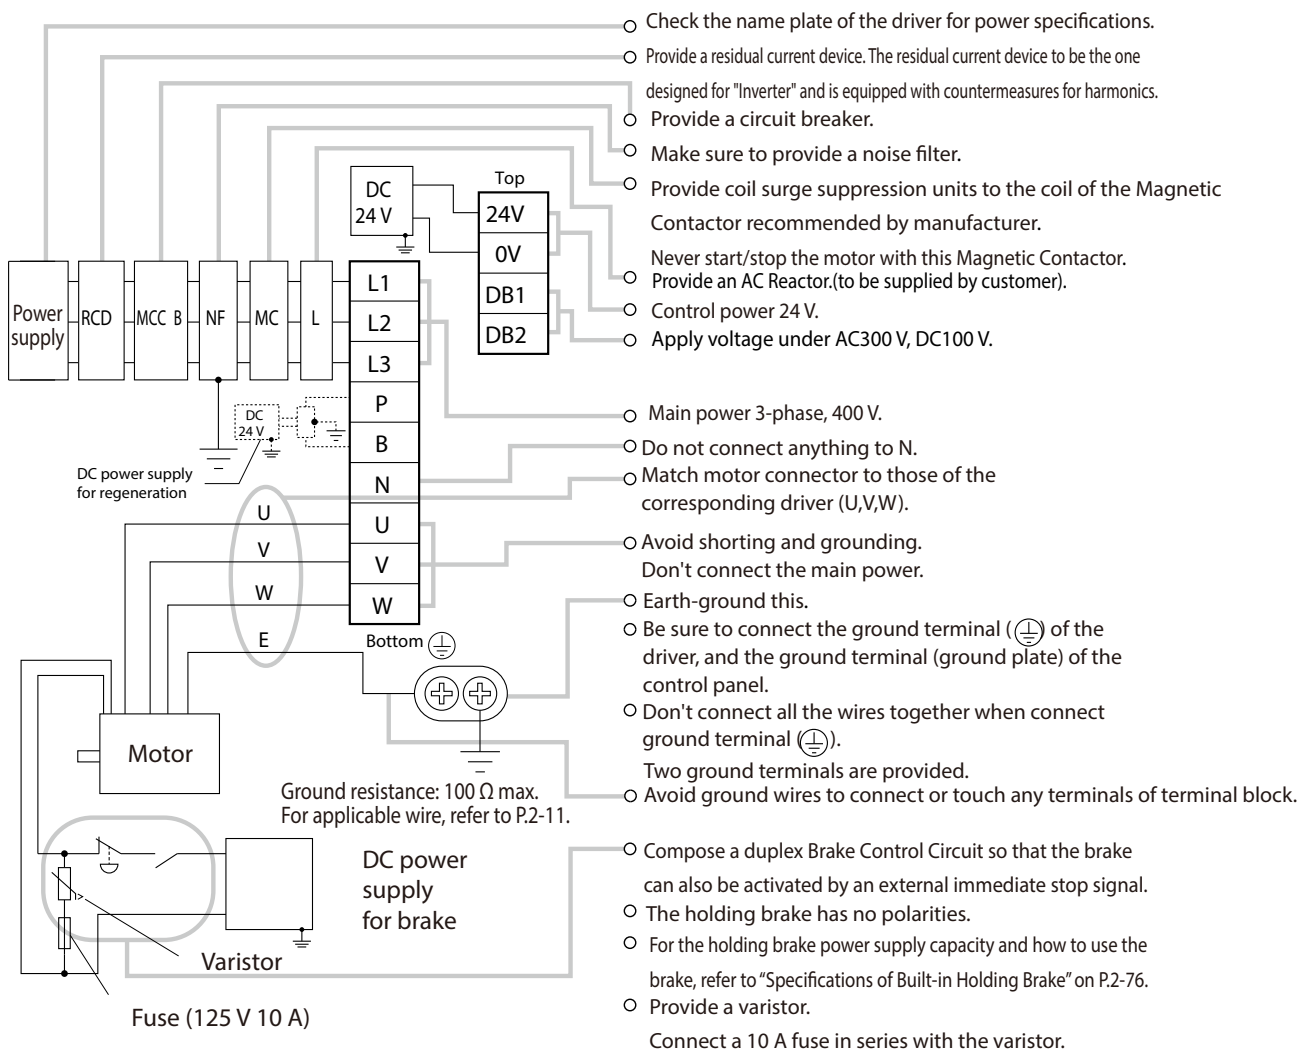 Check the name plate of the driver for power specifications.
Provide a residual current device. The residual current device to be the one
designed for "Inverter" and is equipped with countermeasures for harmonics.
Provide a circuit breaker.
Make sure to provide a noise filter.
Provide coil surge suppression units to the coil of the Magnetic
Contactor recommended by manufacturer.
Never start/stop the motor with this Magnetic Contactor.
Provide an AC Reactor.(to be supplied by customer).
Control power 24 V.
Apply voltage under AC300 V, DC100 V.
Top
DC
24 V
24V
0V
DB1
DB2
Power
supply
RCD
MCC B
NF
MC
L
L1
L2
L3
P
B
N
U
V
W
DC
24 V
DC power supply
for regeneration
Main power 3-phase, 400 V.
Do not connect anything to N.
Match motor connector to those of the
corresponding driver (U,V,W).
U
V
W
E
Avoid shorting and grounding.
Don't connect the main power.
Bottom
Earth-ground this.
Be sure to connect the ground terminal ( ) of the
driver, and the ground terminal (ground plate) of the
control panel.
Don't connect all the wires together when connect
ground terminal ( ).
Two ground terminals are provided.
Avoid ground wires to connect or touch any terminals of terminal block.
Motor
Ground resistance: 100 Ω max.
For applicable wire, refer to P.2-11.
DC power
supply
for brake
Varistor
Fuse (125 V 10 A)
Compose a duplex Brake Control Circuit so that the brake
can also be activated by an external immediate stop signal.
The holding brake has no polarities.
For the holding brake power supply capacity and how to use the
brake, refer to “Specifications of Built-in Holding Brake” on P.2-76.
Provide a varistor.
Connect a 10 A fuse in series with the varistor.